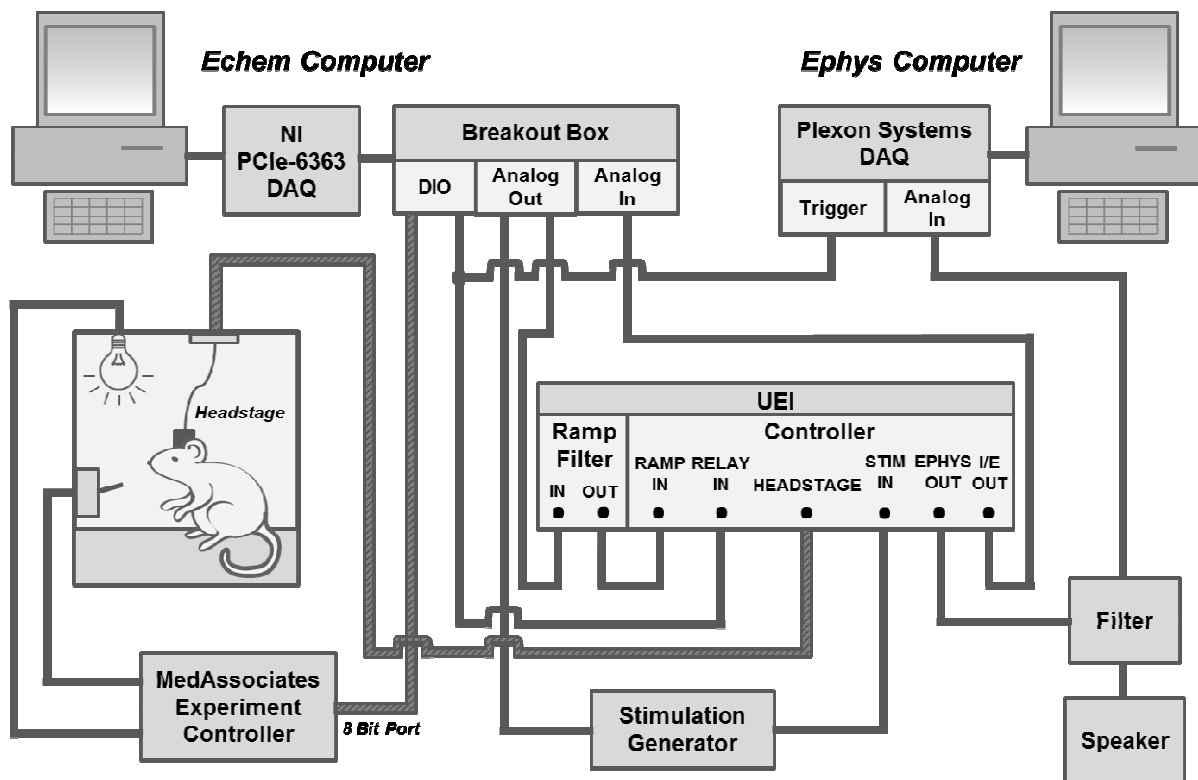 Echem Computer
Ephys Computer
NI
PCIe-6363
DAQ
Breakout Box
DIO
Analog
Out
Analog
In
Plexon Systems
DAQ
Trigger
Analog
In
Headstage
UEI
Ramp
Filter
IN
OUT
Controller
RAMP
IN
RELAY
IN
HEADSTAGE
STIM
IN
EPHYS
OUT
I/E
OUT
MedAssociates
Experiment
Controller
8 Bit Port
Stimulation
Generator
Filter
Speaker